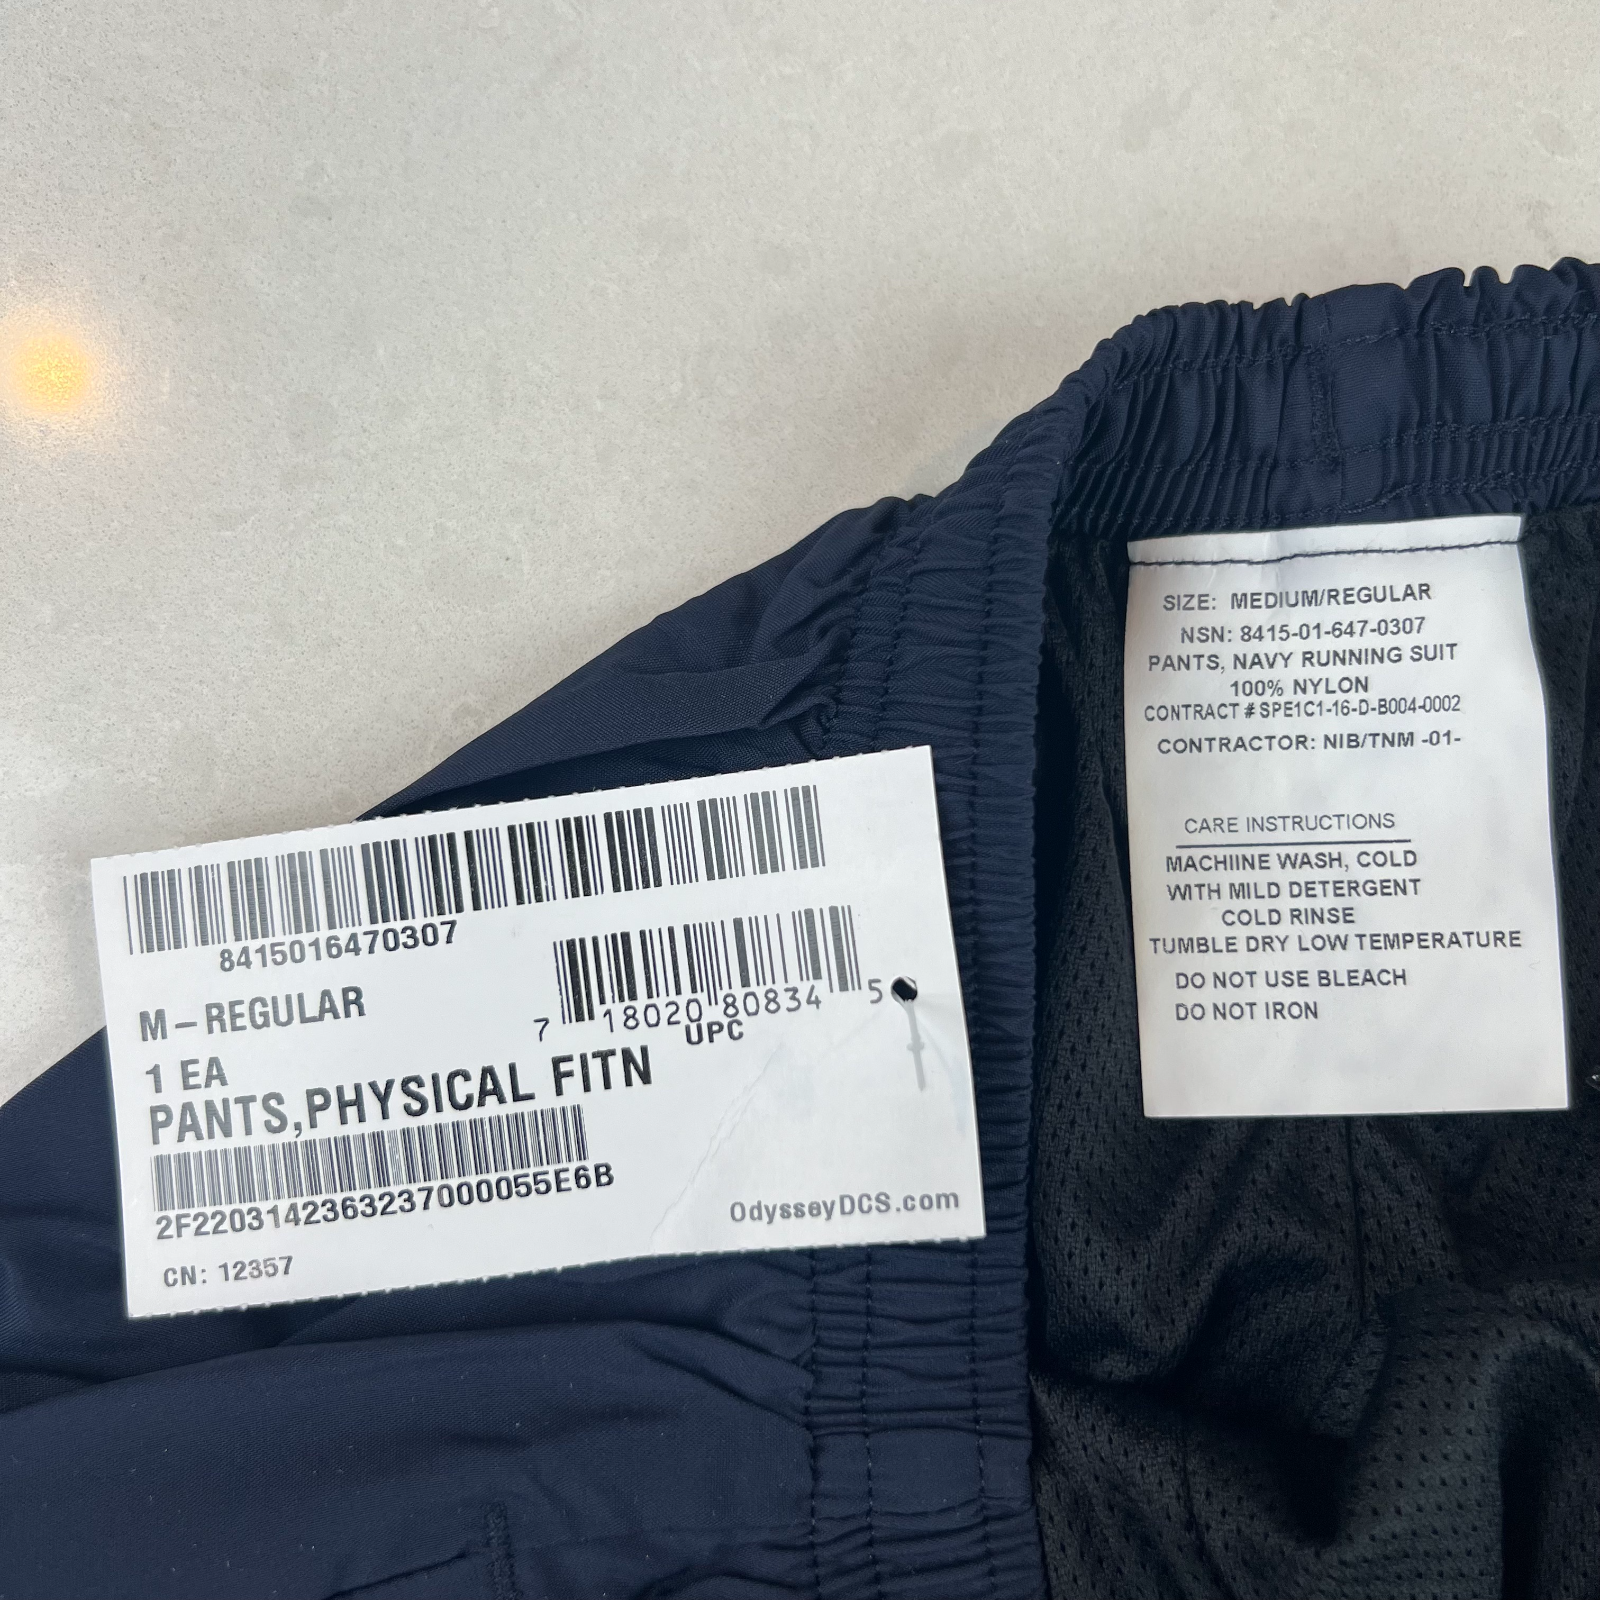 8415016470307
M-REGULAR
7 18020 80834 5
UPC
1 EA
PANTS,PHYSICAL FITN
2F2203142363237000055E6B
OdysseyDCS.com
CN: 12357
SIZE: MEDIUM/REGULAR
NSN: 8415-01-647-0307
PANTS, NAVY RUNNING SUIT
100% NYLON
CONTRACT # SPE1C1-16-D-B004-0002
CONTRACTOR: NIB/TNM -01-
CARE INSTRUCTIONS
MACHIINE WASH, COLD
WITH MILD DETERGENT
COLD RINSE
TUMBLE DRY LOW TEMPERATURE
DO NOT USE BLEACH
DO NOT IRON